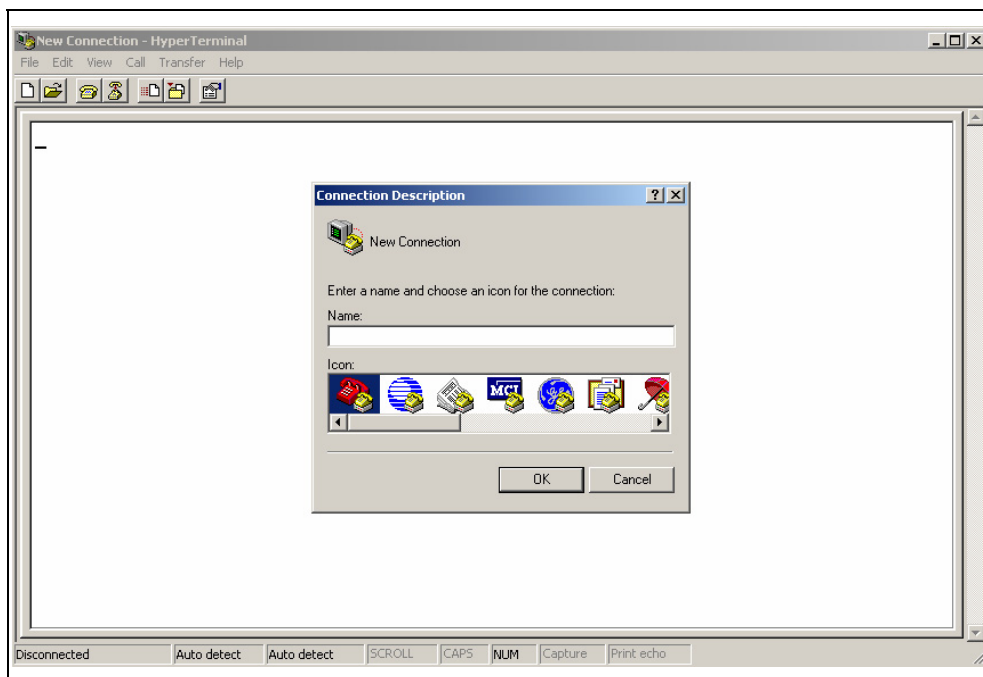 New Connection - HyperTerminal
File Edit View Call Transfer Help
Connection Description
New Connection
Enter a name and choose an icon for the connection:
Name:
Icon:
MCI
OK Cancel
Disconnected Auto detect Auto detect SCROLL CAPS NUM Capture Print echo